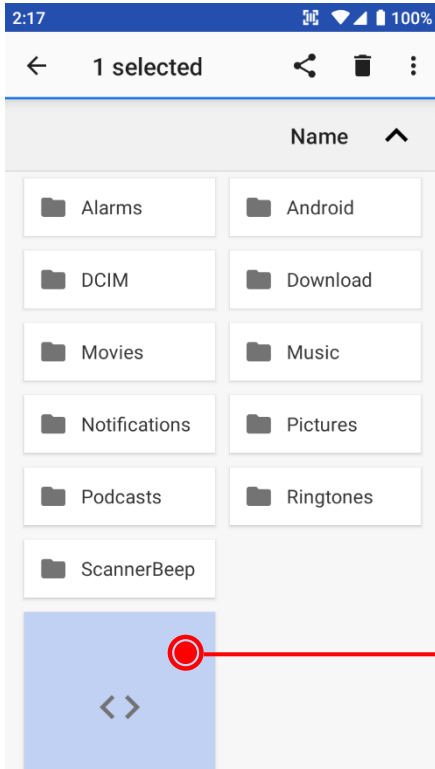 2:17 100%
1 selected
Name
Alarms Android
DCIM Download
Movies Music
Notifications Pictures
Podcasts Ringtones
ScannerBeep